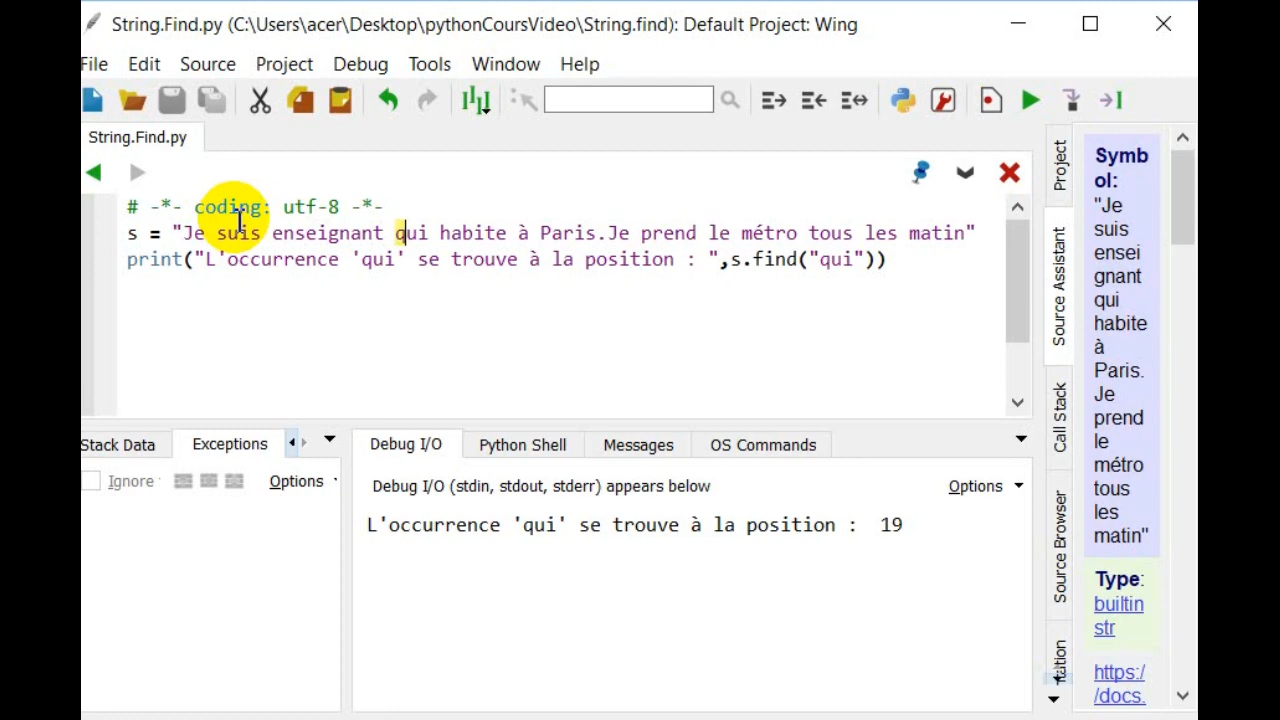 String.Find.py (C:\Users\acer\Desktop\pythonCoursVideo\String.find): Default Project: Wing
File Edit Source Project Debug Tools Window Help
String.Find.py
# -*- coding: utf-8 -*-
s = "Je suis enseignant qui habite à Paris.Je prend le métro tous les matin"
print("L'occurrence 'qui' se trouve à la position : ",s.find("qui"))
Stack Data Exceptions
Ignore Options
Debug I/O Python Shell Messages OS Commands
Debug I/O (stdin, stdout, stderr) appears below Options
L'occurrence 'qui' se trouve à la position :  19
Project
Source Assistant
Call Stack
Source Browser
Symb
ol:
"Je
suis
ensei
gnant
qui
habite
à
Paris.
Je
prend
le
métro
tous
les
matin"
Type:
builtin
str
https:/
/docs.